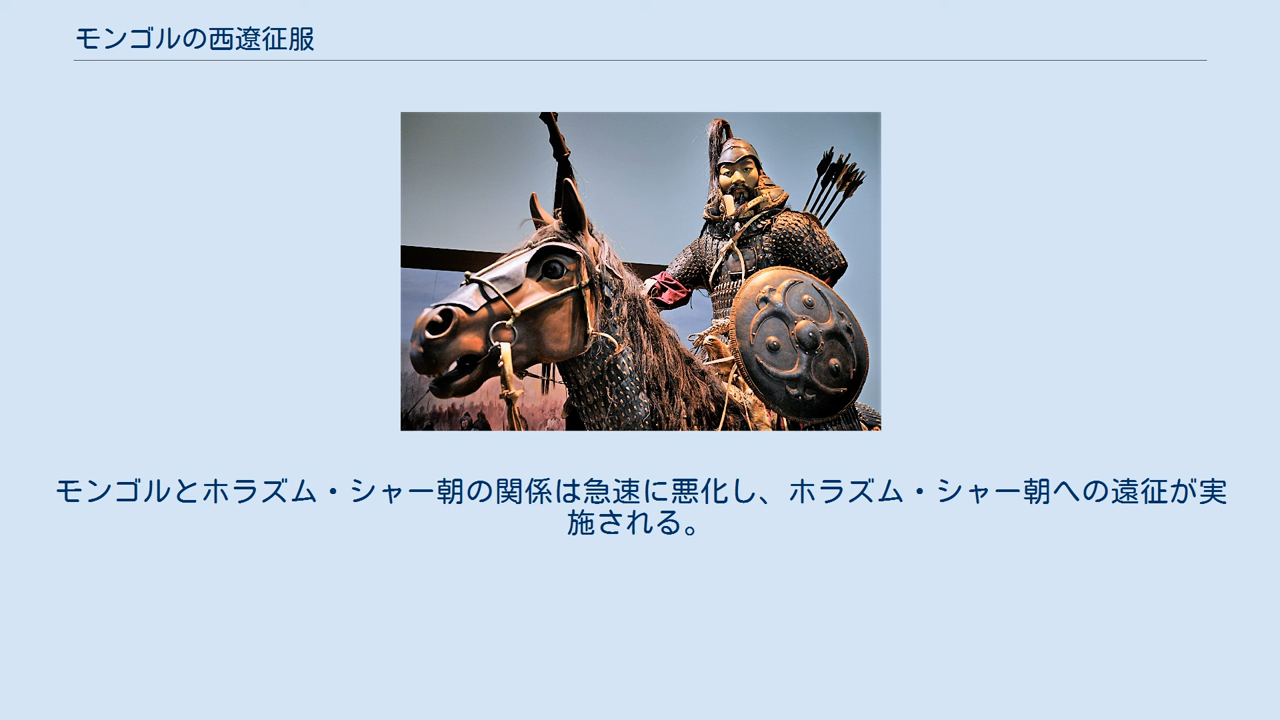 モンゴルの西遼征服
モンゴルとホラズム・シャー朝の関係は急速に悪化し、ホラズム・シャー朝への遠征が実
施される。